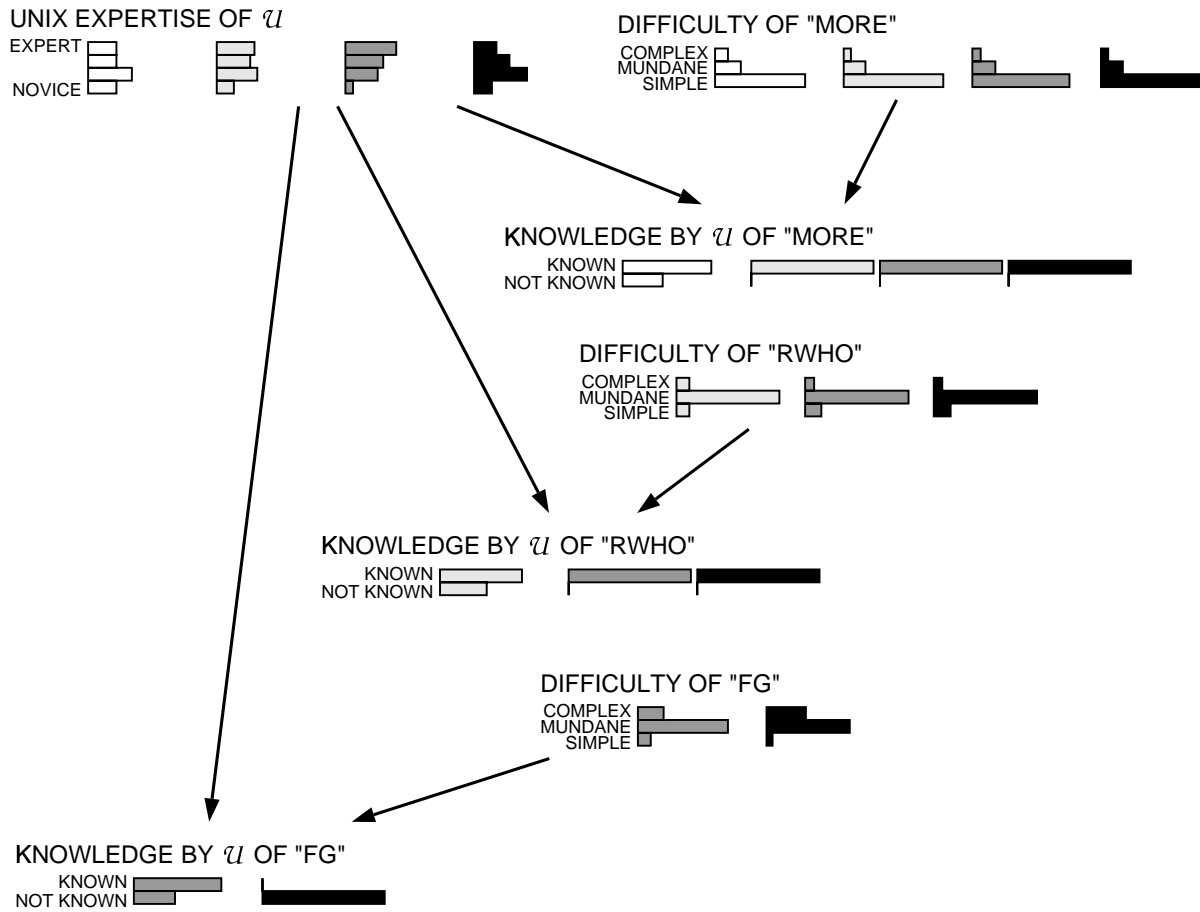 UNIX EXPERTISE OF 𝒰
EXPERT
NOVICE
DIFFICULTY OF "MORE"
COMPLEX
MUNDANE
SIMPLE
KNOWLEDGE BY 𝒰 OF "MORE"
KNOWN
NOT KNOWN
DIFFICULTY OF "RWHO"
COMPLEX
MUNDANE
SIMPLE
KNOWLEDGE BY 𝒰 OF "RWHO"
KNOWN
NOT KNOWN
DIFFICULTY OF "FG"
COMPLEX
MUNDANE
SIMPLE
KNOWLEDGE BY 𝒰 OF "FG"
KNOWN
NOT KNOWN